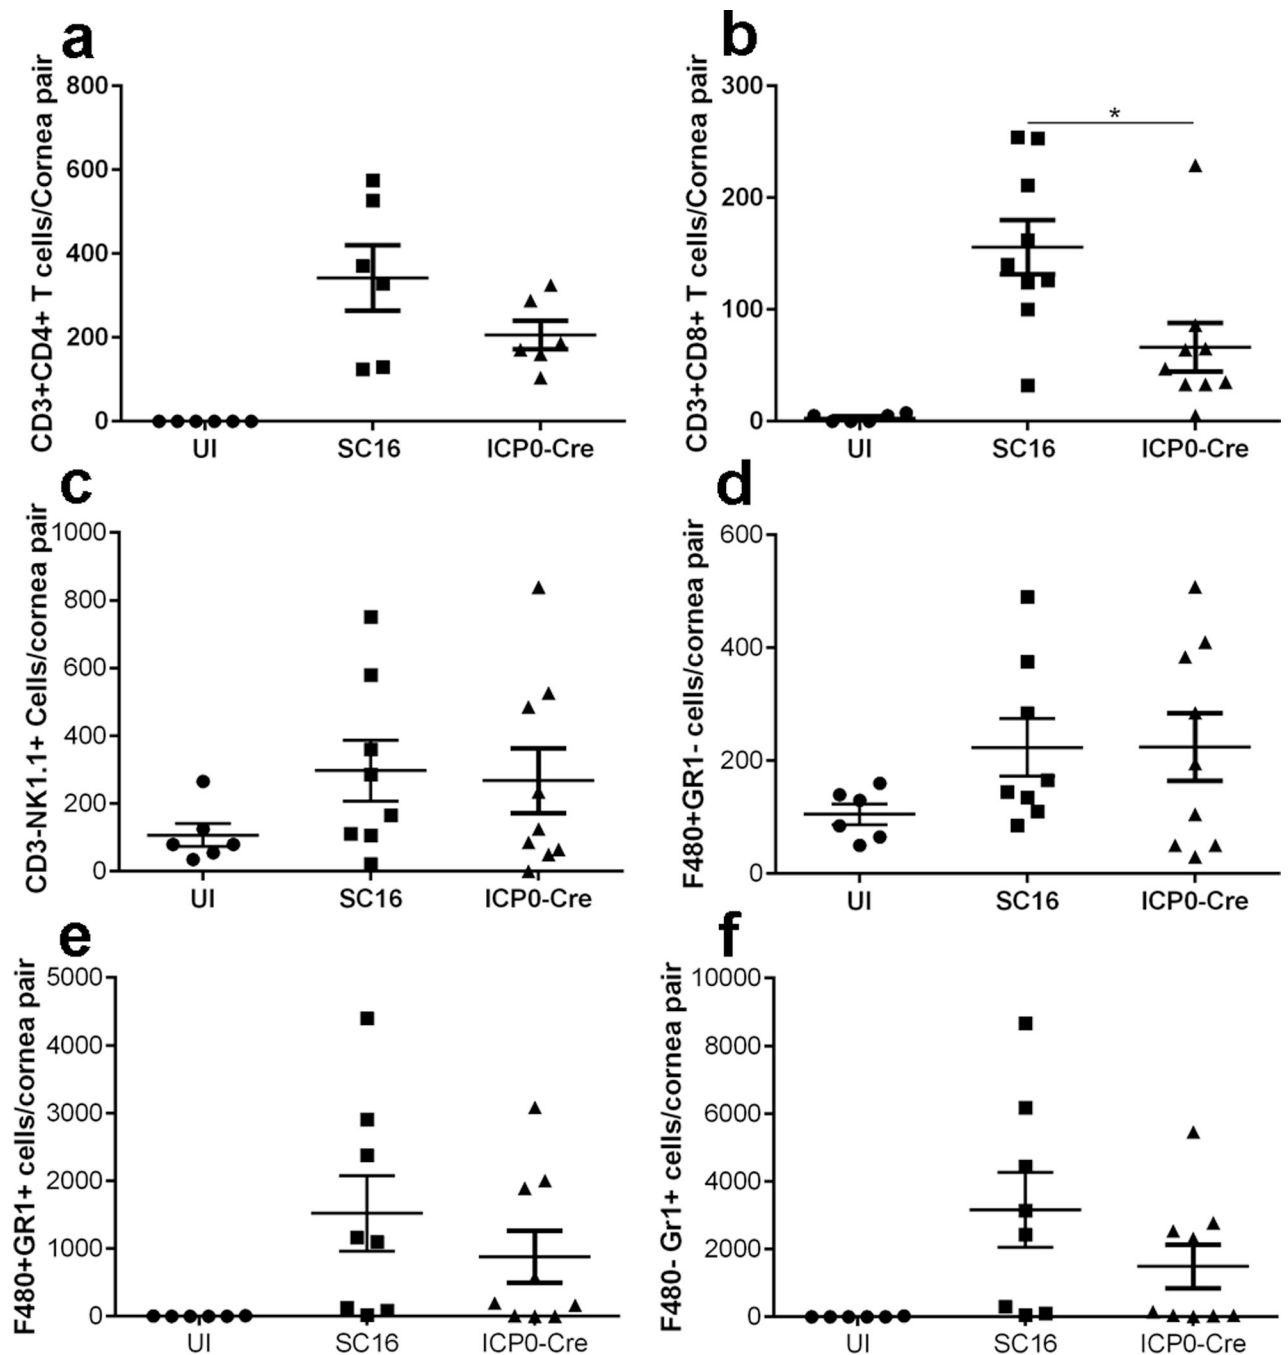 a
CD3+CD4+ T cells/Cornea pair
800
600
400
200
0
UI SC16 ICP0-Cre
b
CD3+CD8+ T cells/Cornea pair
300
200
100
0
*
UI SC16 ICP0-Cre
c
CD3-NK1.1+ Cells/cornea pair
1000
800
600
400
200
0
UI SC16 ICP0-Cre
d
F480+GR1- cells/cornea pair
600
400
200
0
UI SC16 ICP0-Cre
e
F480+GR1+ cells/cornea pair
5000
4000
3000
2000
1000
0
UI SC16 ICP0-Cre
f
F480- Gr1+ cells/cornea pair
10000
8000
6000
4000
2000
0
UI SC16 ICP0-Cre